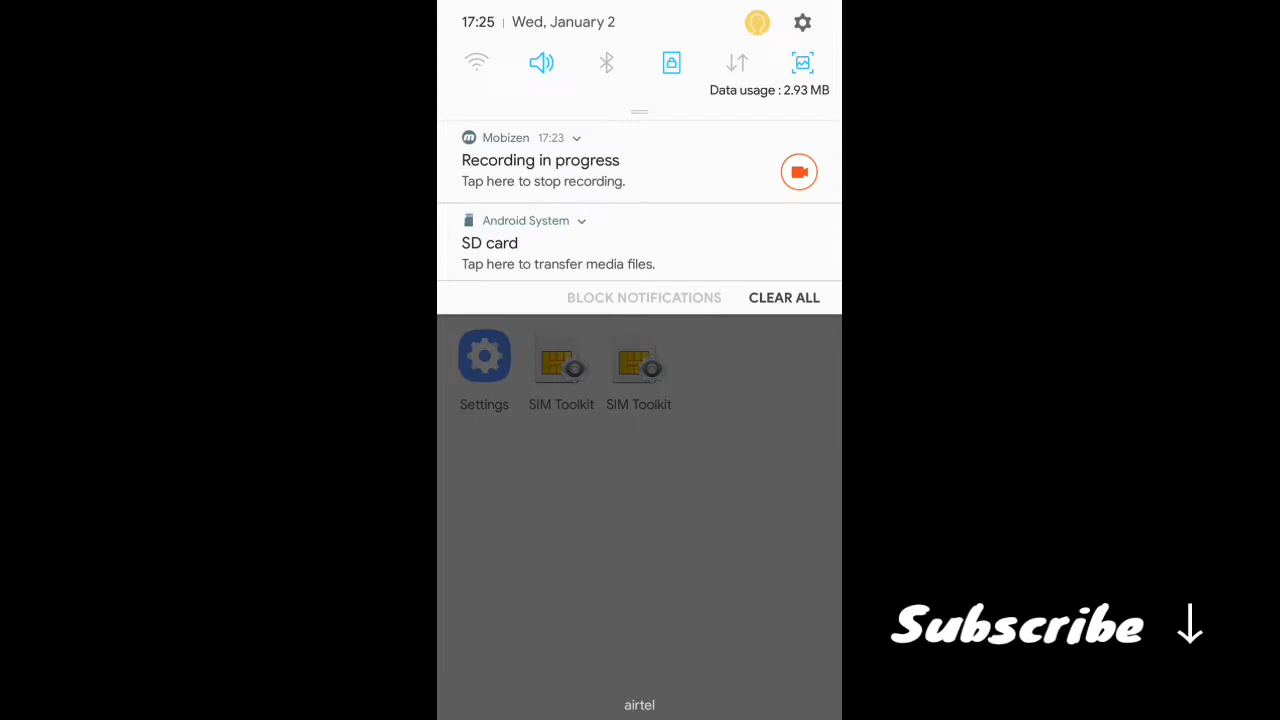 17:25 | Wed, January 2
Data usage : 2.93 MB
Mobizen 17:23
Recording in progress
Tap here to stop recording.
Android System
SD card
Tap here to transfer media files.
BLOCK NOTIFICATIONS CLEAR ALL
Settings SIM Toolkit SIM Toolkit
Subscribe ↓
airtel